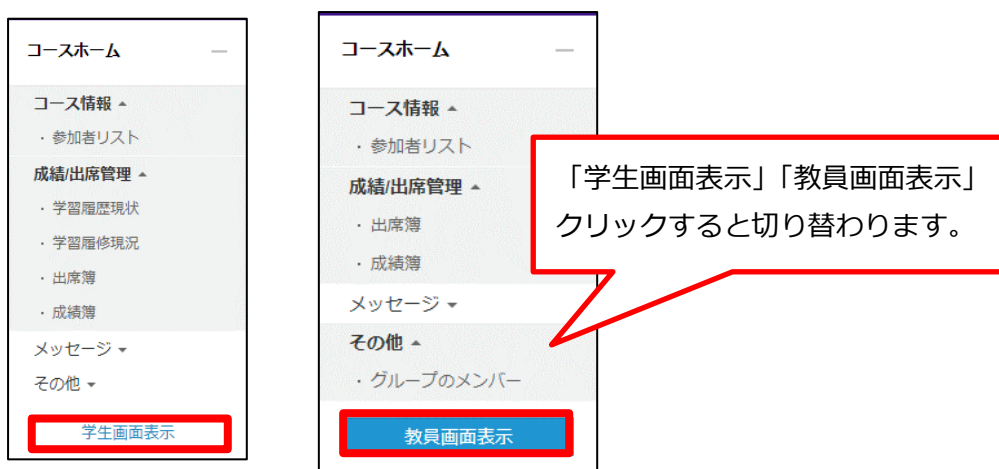 コースホーム
コース情報
・参加者リスト
成績/出席管理
・学習履歴現状
・学習履修現況
・出席簿
・成績簿
メッセージ
その他
学生画面表示
コースホーム
コース情報
・参加者リスト
成績/出席管理
・出席簿
・成績簿
メッセージ
その他
・グループのメンバー
教員画面表示
「学生画面表示」「教員画面表示」
クリックすると切り替わります。